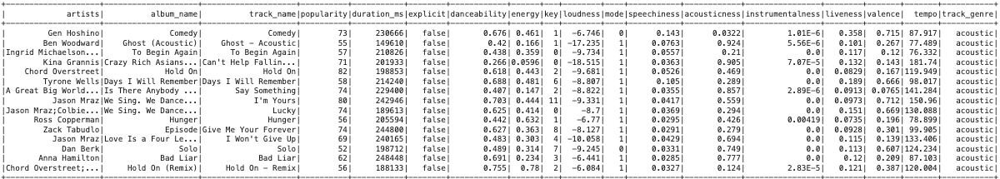 +--------------------+--------------------+--------------------+----------+-----------+--------+------------+------+---+--------+----+-----------+------------+----------------+--------+-------+-------+-----------+
| artists| album_name| track_name|popularity|duration_ms|explicit|danceability|energy|key|loudness|mode|speechiness|acousticness|instrumentalness|liveness|valence| tempo|track_genre|
+--------------------+--------------------+--------------------+----------+-----------+--------+------------+------+---+--------+----+-----------+------------+----------------+--------+-------+-------+-----------+
| Gen Hoshino| Comedy| Comedy| 73| 230666| false| 0.676| 0.461| 1| -6.746| 0| 0.143| 0.0322| 1.01E-6| 0.358| 0.715| 87.917| acoustic|
| Ben Woodward| Ghost (Acoustic)| Ghost - Acoustic| 55| 149610| false| 0.42| 0.166| 1| -17.235| 1| 0.0763| 0.924| 5.56E-6| 0.101| 0.267| 77.489| acoustic|
|Ingrid Michaelson...| To Begin Again| To Begin Again| 57| 210826| false| 0.438| 0.359| 0| -9.734| 1| 0.0557| 0.21| 0.0| 0.117| 0.12| 76.332| acoustic|
| Kina Grannis|Crazy Rich Asians...|Can't Help Fallin...| 71| 201933| false| 0.266|0.0596| 0| -18.515| 1| 0.0363| 0.905| 7.07E-5| 0.132| 0.143| 181.74| acoustic|
| Chord Overstreet| Hold On| Hold On| 82| 198853| false| 0.618| 0.443| 2| -9.681| 1| 0.0526| 0.469| 0.0| 0.0829| 0.167|119.949| acoustic|
| Tyrone Wells|Days I Will Remember|Days I Will Remember| 58| 214240| false| 0.688| 0.481| 6| -8.807| 1| 0.105| 0.289| 0.0| 0.189| 0.666| 98.017| acoustic|
|A Great Big World...|Is There Anybody ...| Say Something| 74| 229400| false| 0.407| 0.147| 2| -8.822| 1| 0.0355| 0.857| 2.89E-6| 0.0913| 0.0765|141.284| acoustic|
| Jason Mraz|We Sing. We Dance...| I'm Yours| 80| 242946| false| 0.703| 0.444| 11| -9.331| 1| 0.0417| 0.559| 0.0| 0.0973| 0.712| 150.96| acoustic|
|Jason Mraz;Colbie...|We Sing. We Dance...| Lucky| 74| 189613| false| 0.625| 0.414| 0| -8.7| 1| 0.0369| 0.294| 0.0| 0.151| 0.669|130.088| acoustic|
| Ross Copperman| Hunger| Hunger| 56| 205594| false| 0.442| 0.632| 1| -6.77| 1| 0.0295| 0.426| 0.00419| 0.0735| 0.196| 78.899| acoustic|
| Zack Tabudlo| Episode|Give Me Your Forever| 74| 244800| false| 0.627| 0.363| 8| -8.127| 1| 0.0291| 0.279| 0.0| 0.0928| 0.301| 99.905| acoustic|
| Jason Mraz|Love Is a Four Le...| I Won't Give Up| 69| 240165| false| 0.483| 0.303| 4| -10.058| 1| 0.0429| 0.694| 0.0| 0.115| 0.139|133.406| acoustic|
| Dan Berk| Solo| Solo| 52| 198712| false| 0.489| 0.314| 7| -9.245| 0| 0.0331| 0.749| 0.0| 0.113| 0.607|124.234| acoustic|
| Anna Hamilton| Bad Liar| Bad Liar| 62| 248448| false| 0.691| 0.234| 3| -6.441| 1| 0.0285| 0.777| 0.0| 0.12| 0.209| 87.103| acoustic|
|Chord Overstreet;...| Hold On (Remix)| Hold On - Remix| 56| 188133| false| 0.755| 0.78| 2| -6.084| 1| 0.0327| 0.124| 2.83E-5| 0.121| 0.387|120.004| acoustic|
+--------------------+--------------------+--------------------+----------+-----------+--------+------------+------+---+--------+----+-----------+------------+----------------+--------+-------+-------+-----------+